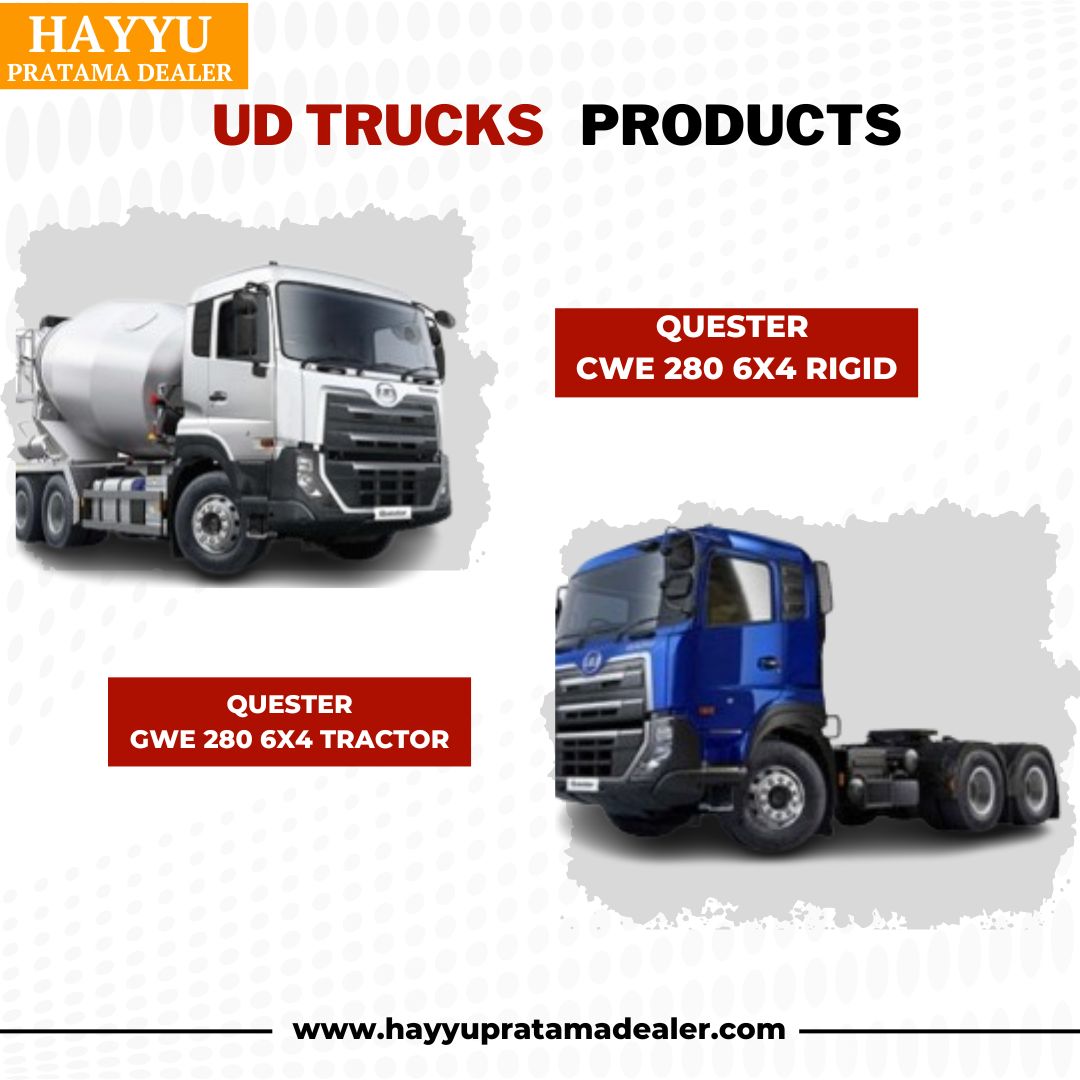 HAYYU
PRATAMA DEALER
UD TRUCKS PRODUCTS
QUESTER
CWE 280 6X4 RIGID
QUESTER
GWE 280 6X4 TRACTOR
www.hayyupratamadealer.com